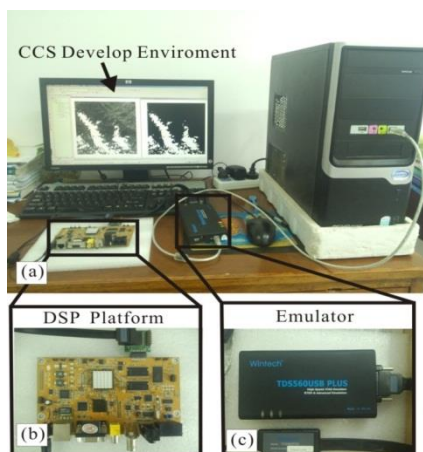 CCS Develop Enviroment
(a)
DSP Platform
Emulator
Wintech
TDS560USB PLUS
(b)
(c)